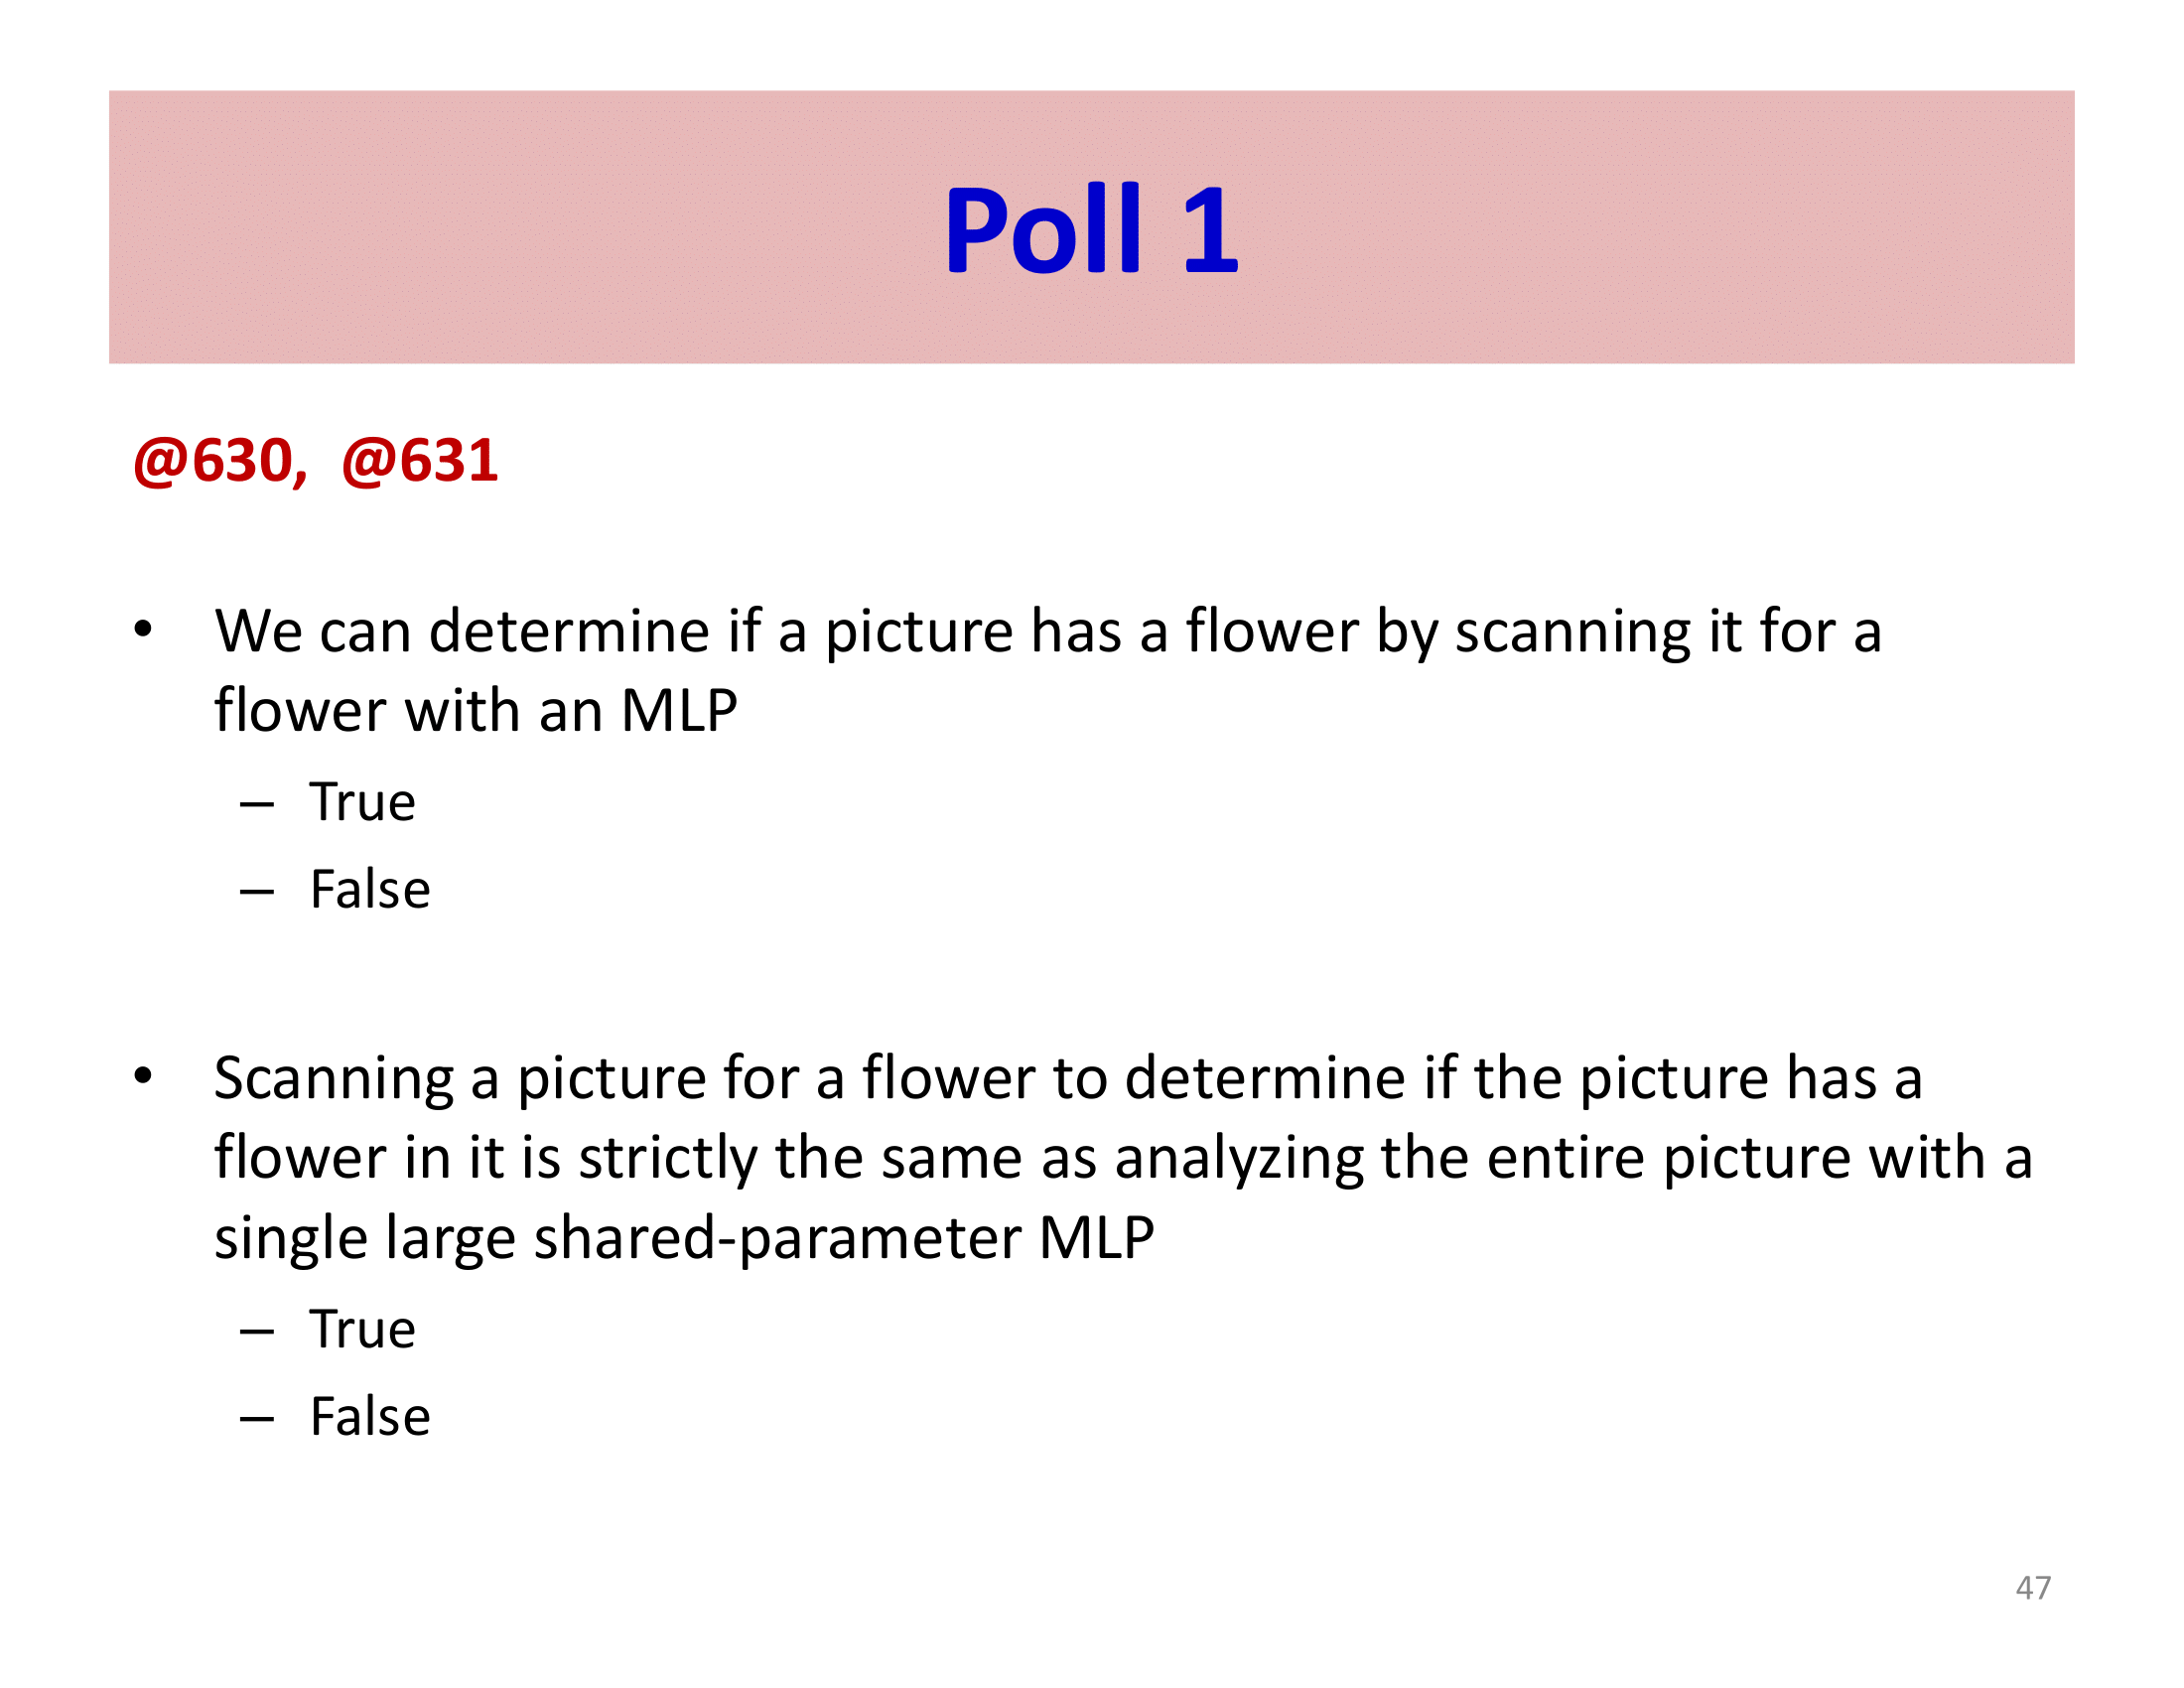 Poll 1
@630, @631
• We can determine if a picture has a flower by scanning it for a
flower with an MLP
– True
– False
• Scanning a picture for a flower to determine if the picture has a
flower in it is strictly the same as analyzing the entire picture with a
single large shared-parameter MLP
– True
– False
47